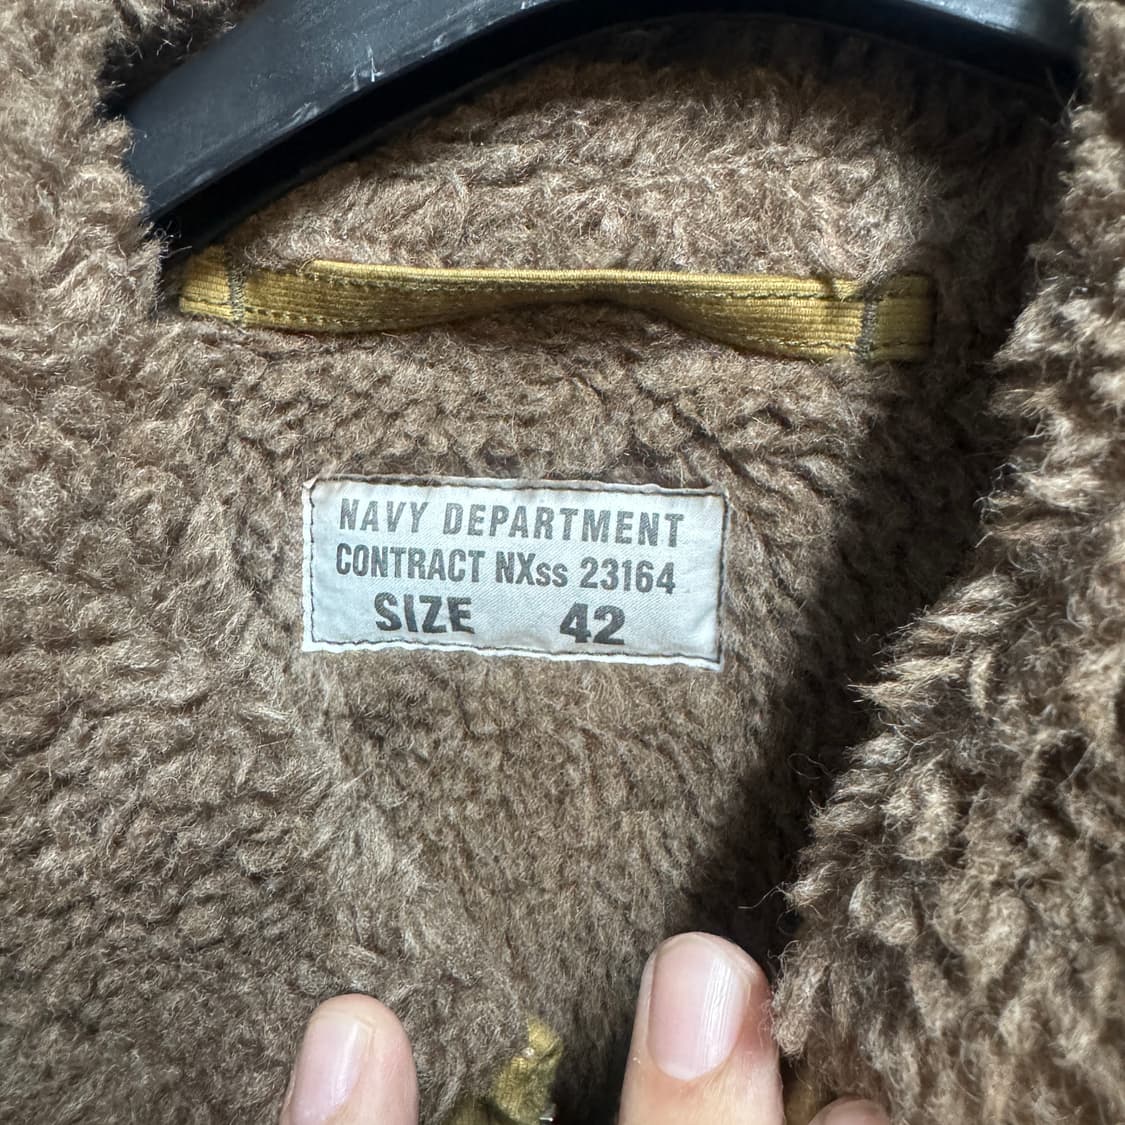 NAVY DEPARTMENT
CONTRACT NXss 23164
SIZE 42